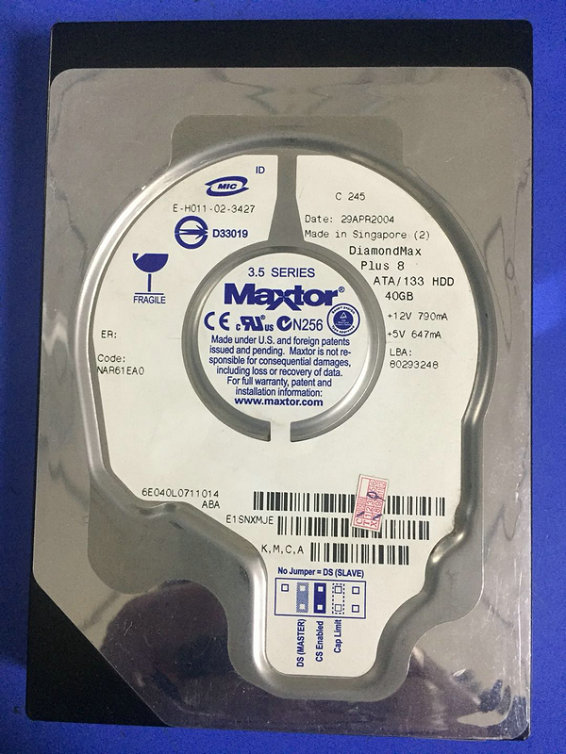 ID
MIC
E-H011-02-3427
D33019
FRAGILE
C 245
Date: 29APR2004
Made in Singapore (2)
DiamondMax
Plus 8
ATA/133 HDD
40GB
+12V 790mA
+5V 647mA
LBA:
80293248
3.5 SERIES
Maxtor®
CE c RU us N256
Made under U.S. and foreign patents
issued and pending. Maxtor is not re-
sponsible for consequential damages,
including loss or recovery of data.
For full warranty, patent and
installation information:
www.maxtor.com
ER:
Code:
NAR61EA0
6E040L0711014
ABA
E1SNXMJE
K,M,C,A
No Jumper = DS (SLAVE)
DS (MASTER)
CS Enabled
Cap Limit